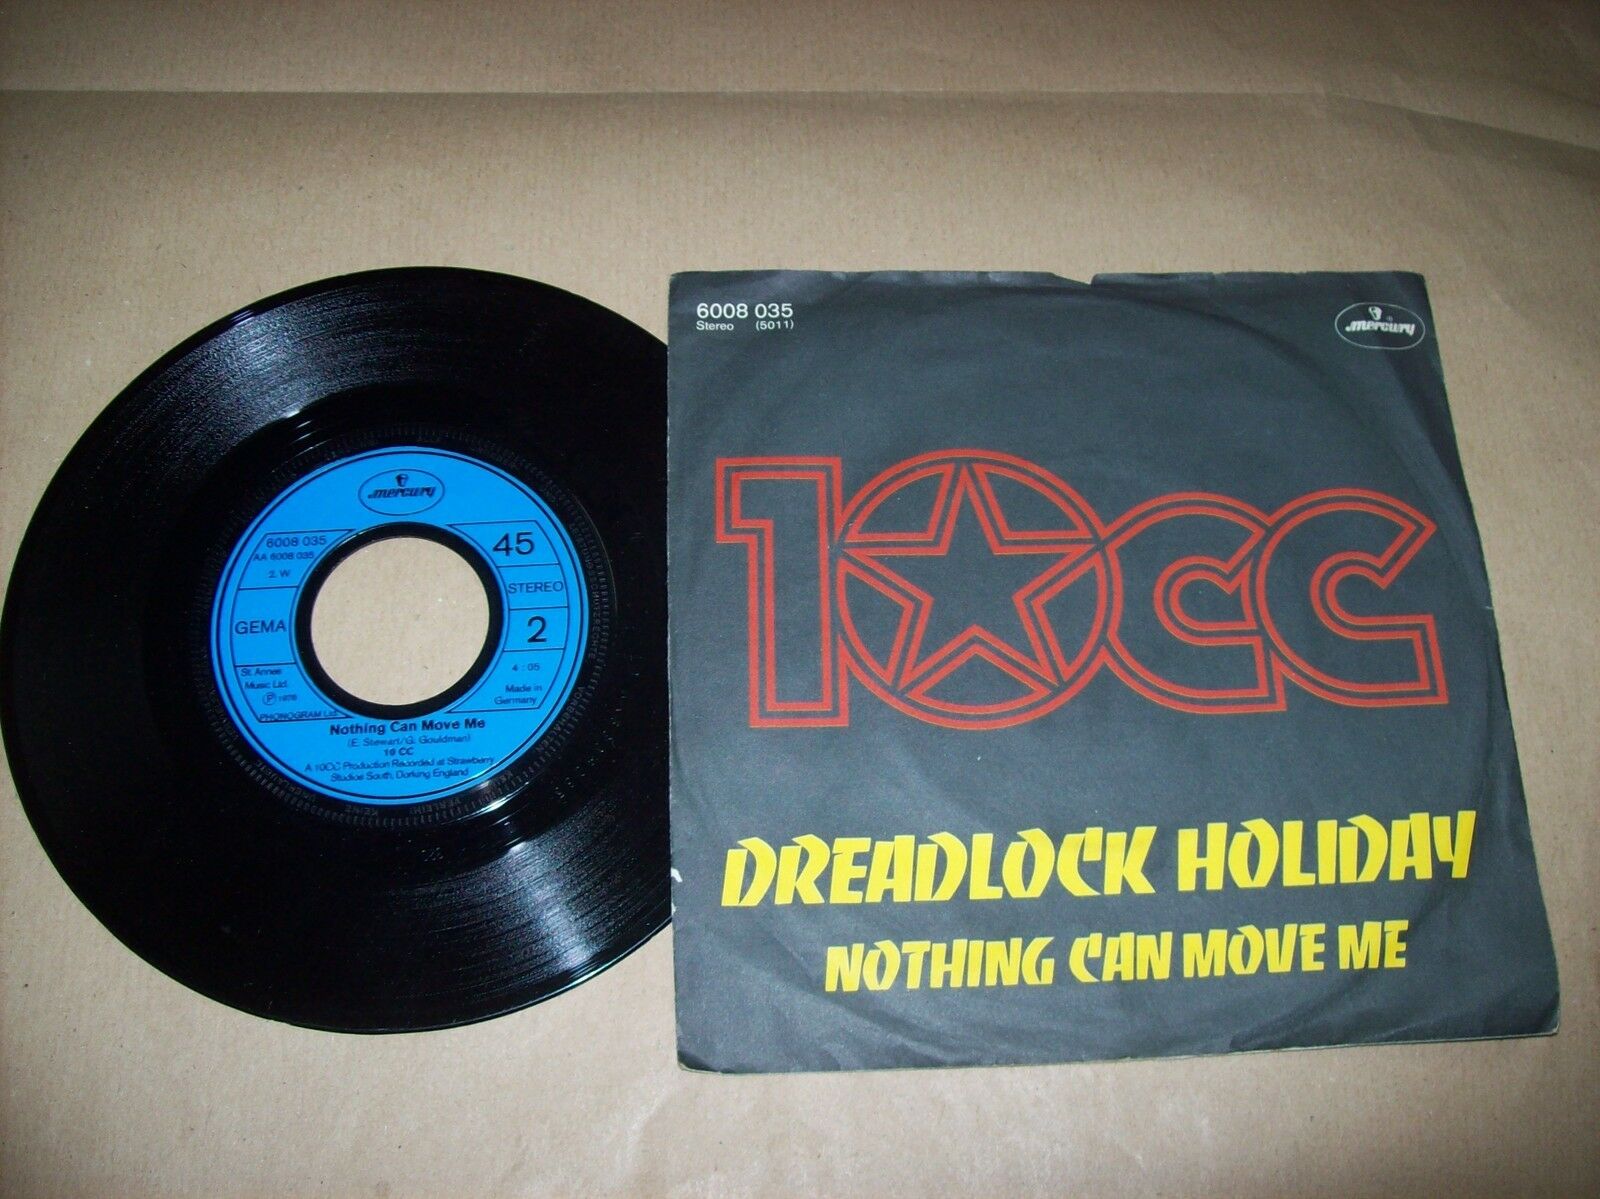 mercury
6008 035
AA 6008 035
2. W
GEMA
St. Annes
Music Ltd.
℗ 1978
PHONOGRAM Ltd.
45
STEREO
2
4 : 05
Made in
Germany
Nothing Can Move Me
(E. Stewart/G. Gouldman)
10 CC
A 10CC Production Recorded at Strawberry
Studios South, Dorking England
6008 035
Stereo (5011)
mercury
10CC
DREADLOCK HOLIDAY
NOTHING CAN MOVE ME